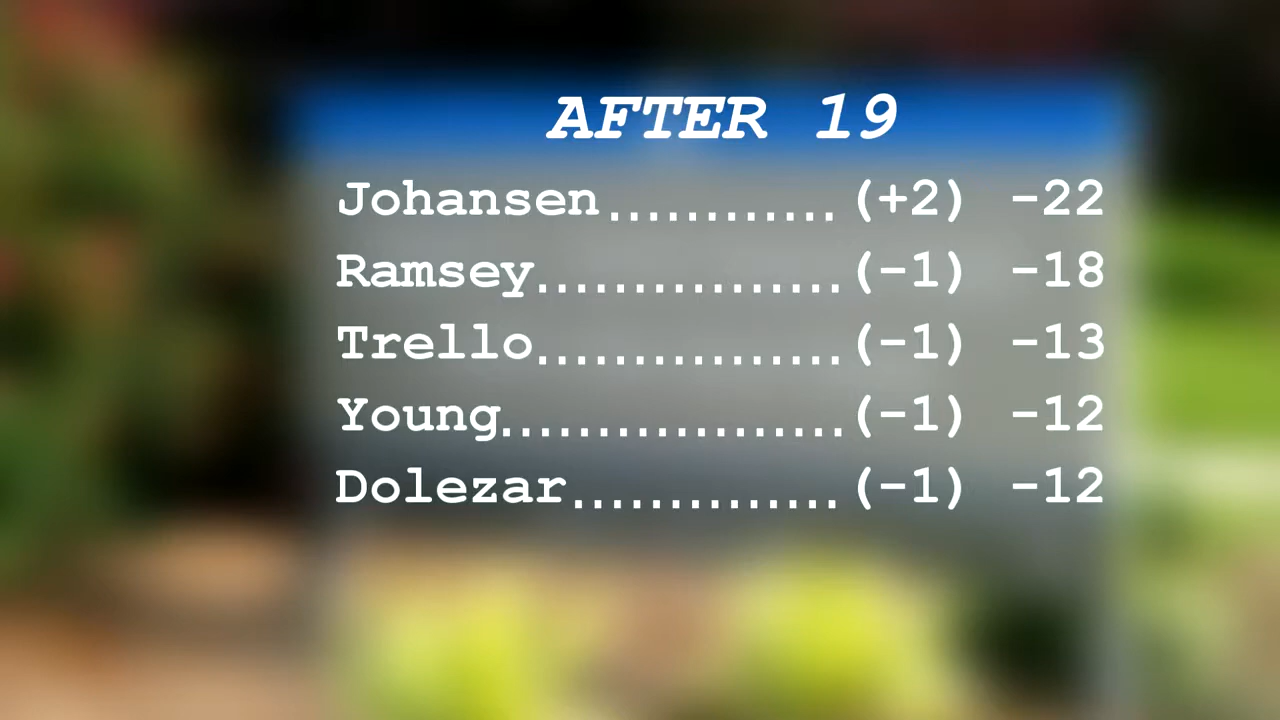 AFTER 19
Johansen............(+2) -22
Ramsey................(-1) -18
Trello................(-1) -13
Young..................(-1) -12
Dolezar..............(-1) -12